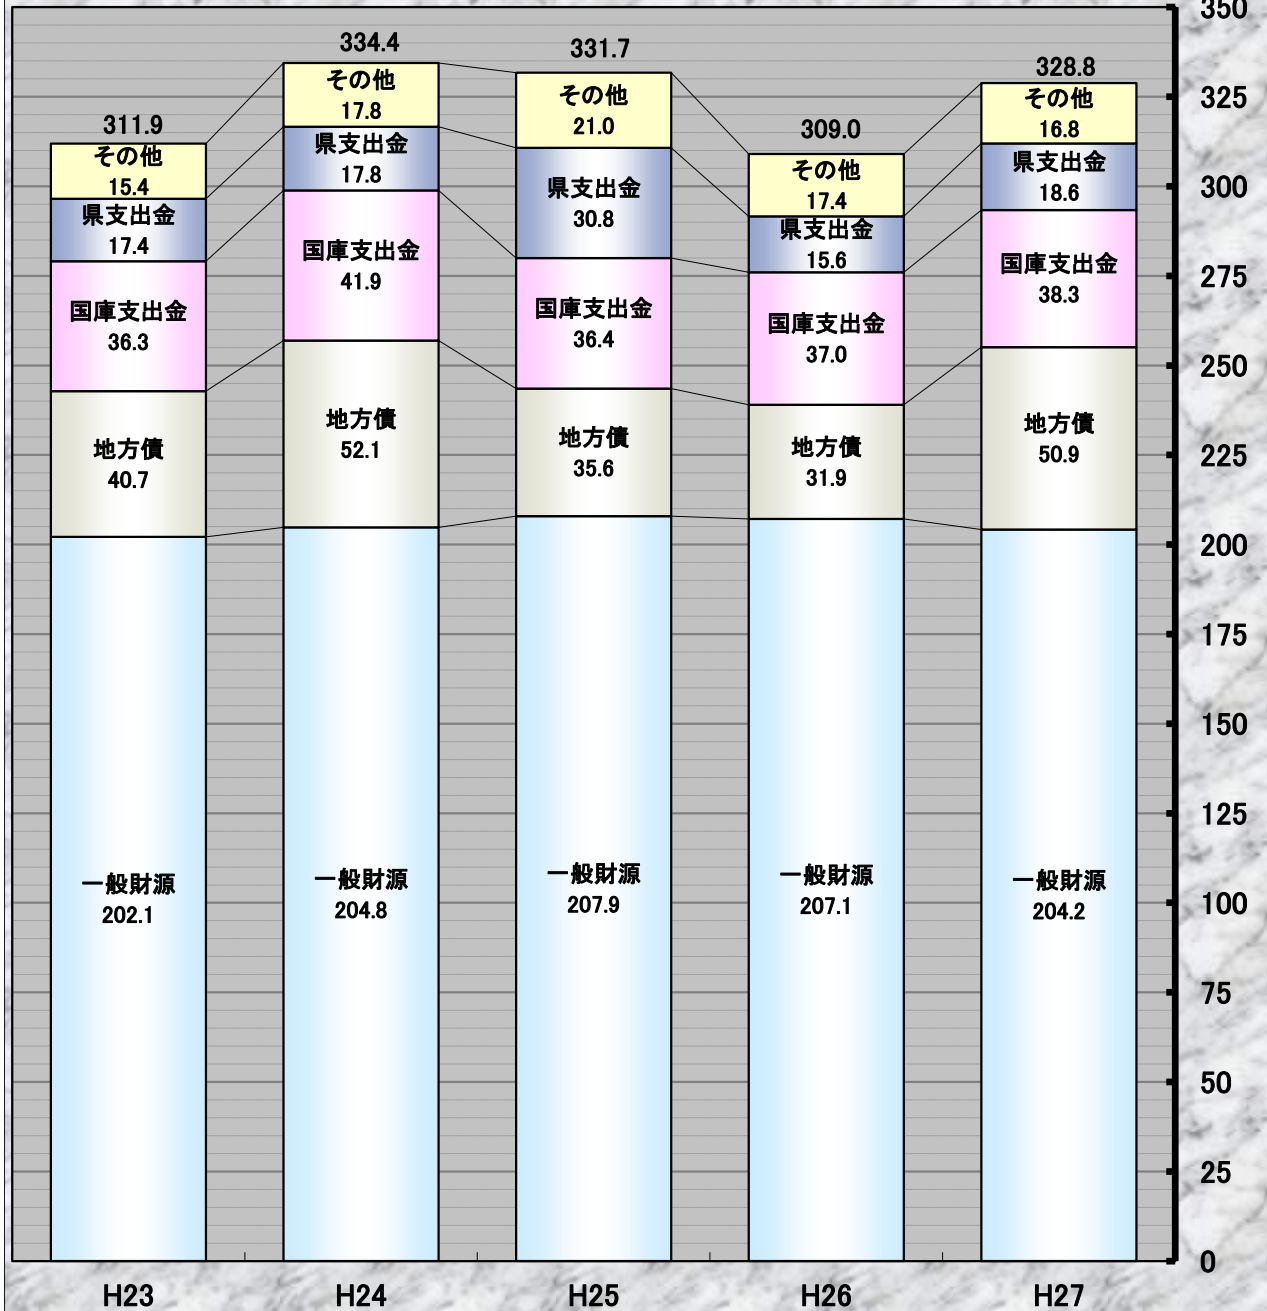 311.9
その他
15.4
県支出金
17.4
国庫支出金
36.3
地方債
40.7
一般財源
202.1
H23
334.4
その他
17.8
県支出金
17.8
国庫支出金
41.9
地方債
52.1
一般財源
204.8
H24
331.7
その他
21.0
県支出金
30.8
国庫支出金
36.4
地方債
35.6
一般財源
207.9
H25
309.0
その他
17.4
県支出金
15.6
国庫支出金
37.0
地方債
31.9
一般財源
207.1
H26
328.8
その他
16.8
県支出金
18.6
国庫支出金
38.3
地方債
50.9
一般財源
204.2
H27
350
325
300
275
250
225
200
175
150
125
100
75
50
25
0